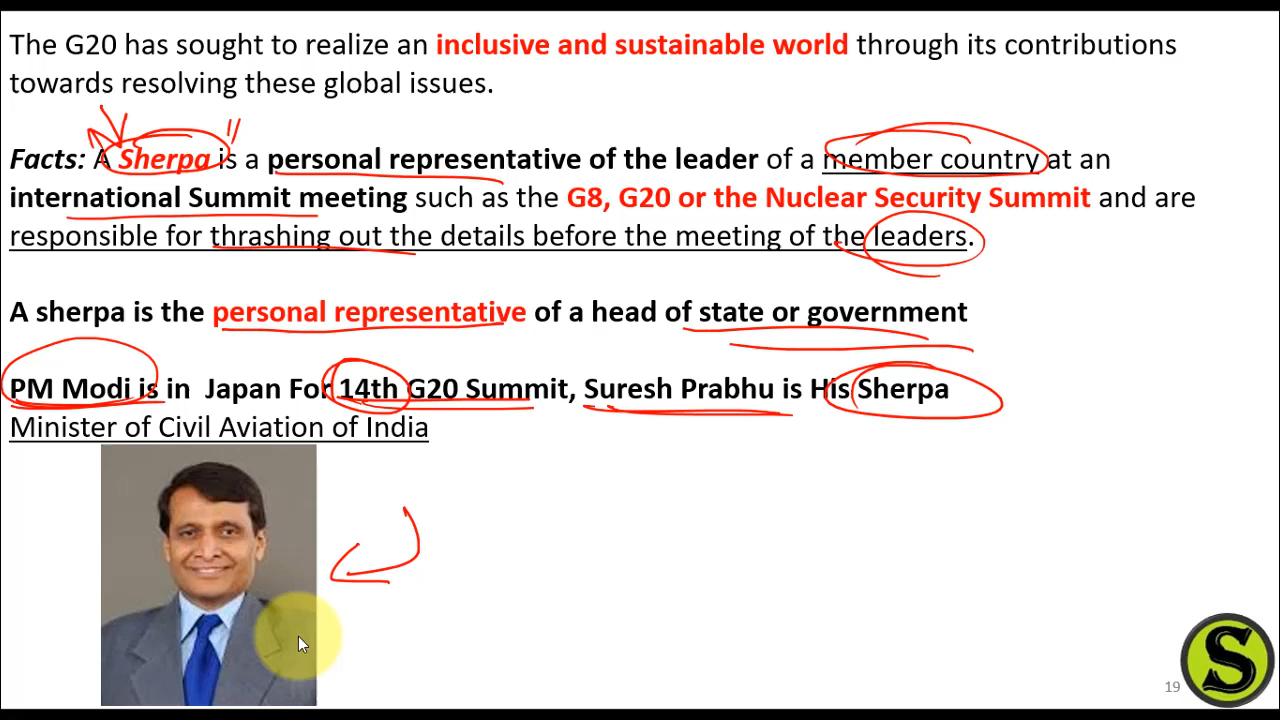 The G20 has sought to realize an inclusive and sustainable world through its contributions
towards resolving these global issues.
Facts: A Sherpa is a personal representative of the leader of a member country at an
international Summit meeting such as the G8, G20 or the Nuclear Security Summit and are
responsible for thrashing out the details before the meeting of the leaders.
A sherpa is the personal representative of a head of state or government
PM Modi is in Japan For 14th G20 Summit, Suresh Prabhu is His Sherpa
Minister of Civil Aviation of India
S
19